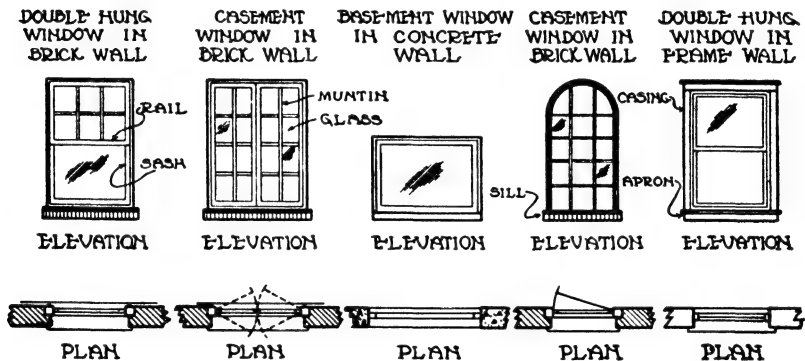 DOUBLE HUNG
WINDOW IN
BRICK WALL
CASEMENT
WINDOW IN
BRICK WALL
BASEMENT WINDOW
IN CONCRETE
WALL
CASEMENT
WINDOW IN
BRICK WALL
DOUBLE HUNG
WINDOW IN
FRAME WALL
RAIL
SASH
MUNTIN
GLASS
SILL
CASING
APRON
ELEVATION
ELEVATION
ELEVATION
ELEVATION
ELEVATION
PLAN
PLAN
PLAN
PLAN
PLAN